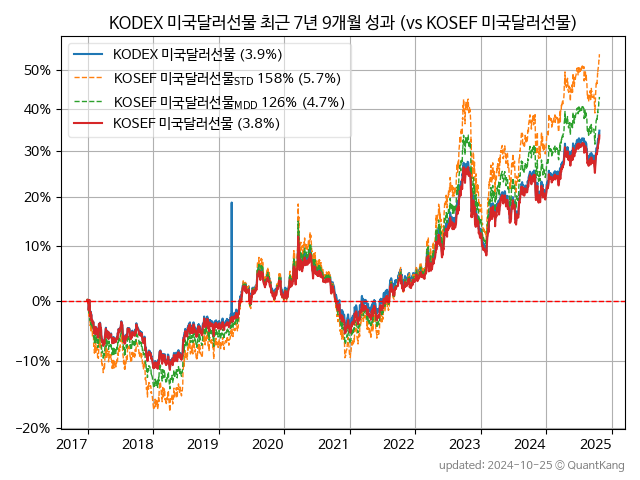 KODEX 미국달러선물 최근 7년 9개월 성과 (vs KOSEF 미국달러선물)
KODEX 미국달러선물 (3.9%)
KOSEF 미국달러선물STD 158% (5.7%)
KOSEF 미국달러선물MDD 126% (4.7%)
KOSEF 미국달러선물 (3.8%)
50%
40%
30%
20%
10%
0%
−10%
−20%
2017 2018 2019 2020 2021 2022 2023 2024 2025
updated: 2024-10-25 © QuantKang